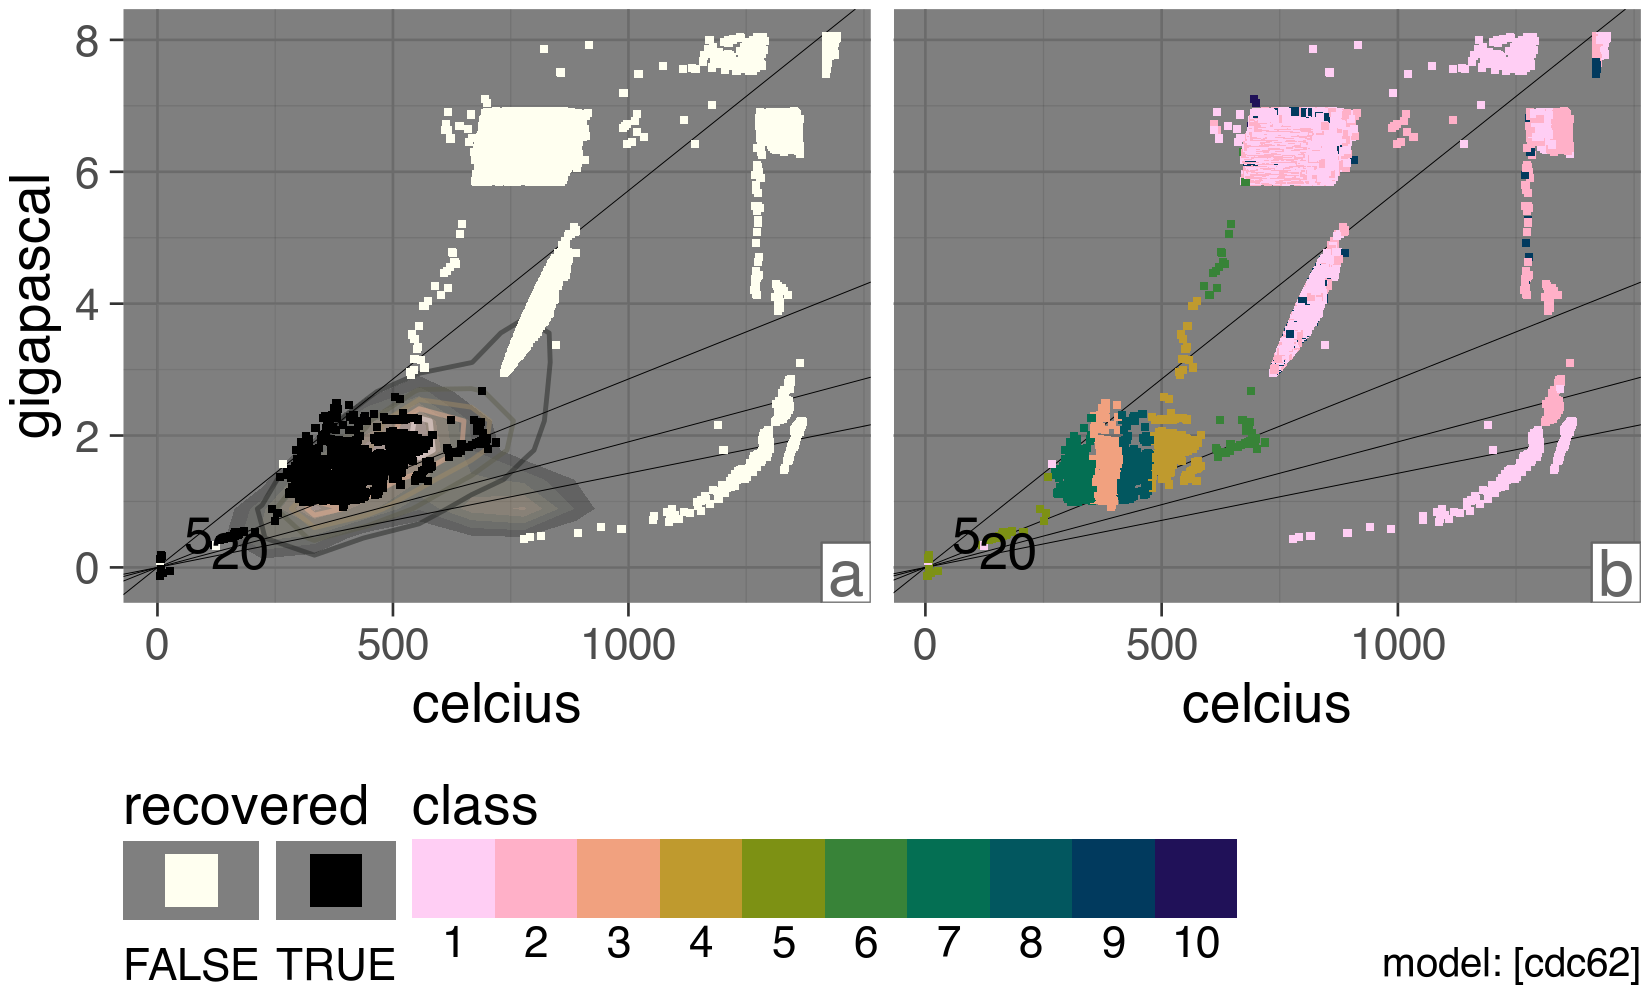 gigapascal
8
6
4
2
0
5
20
a
5
20
b
0 500 1000
0 500 1000
celcius
celcius
recovered
FALSE TRUE
class
1 2 3 4 5 6 7 8 9 10
model: [cdc62]